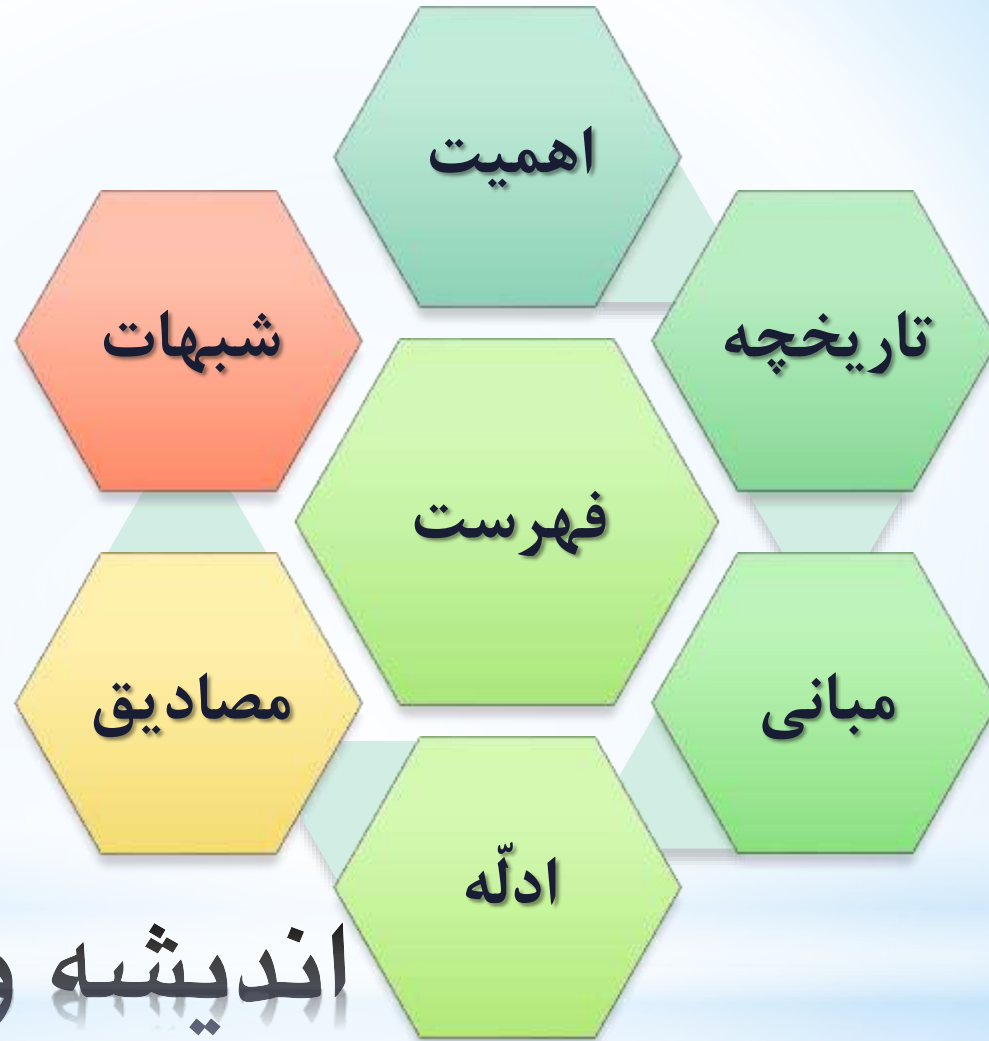 اهمیت
تاریخچه
شبهات
فهرست
مبانی
مصادیق
ادلّه
اندیشه و